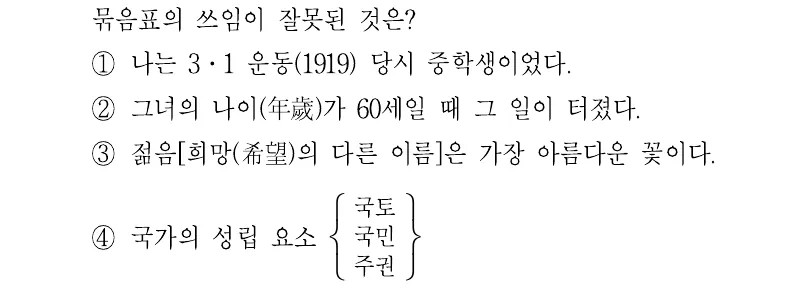 묶음표의 쓰임이 잘못된 것은?
① 나는 3·1 운동(1919) 당시 중학생이었다.
② 그녀의 나이(年歲)가 60세일 때 그 일이 터졌다.
③ 젊음[희망(希望)의 다른 이름]은 가장 아름다운 꽃이다.
④ 국가의 성립 요소 { 국토
국민
주권 }